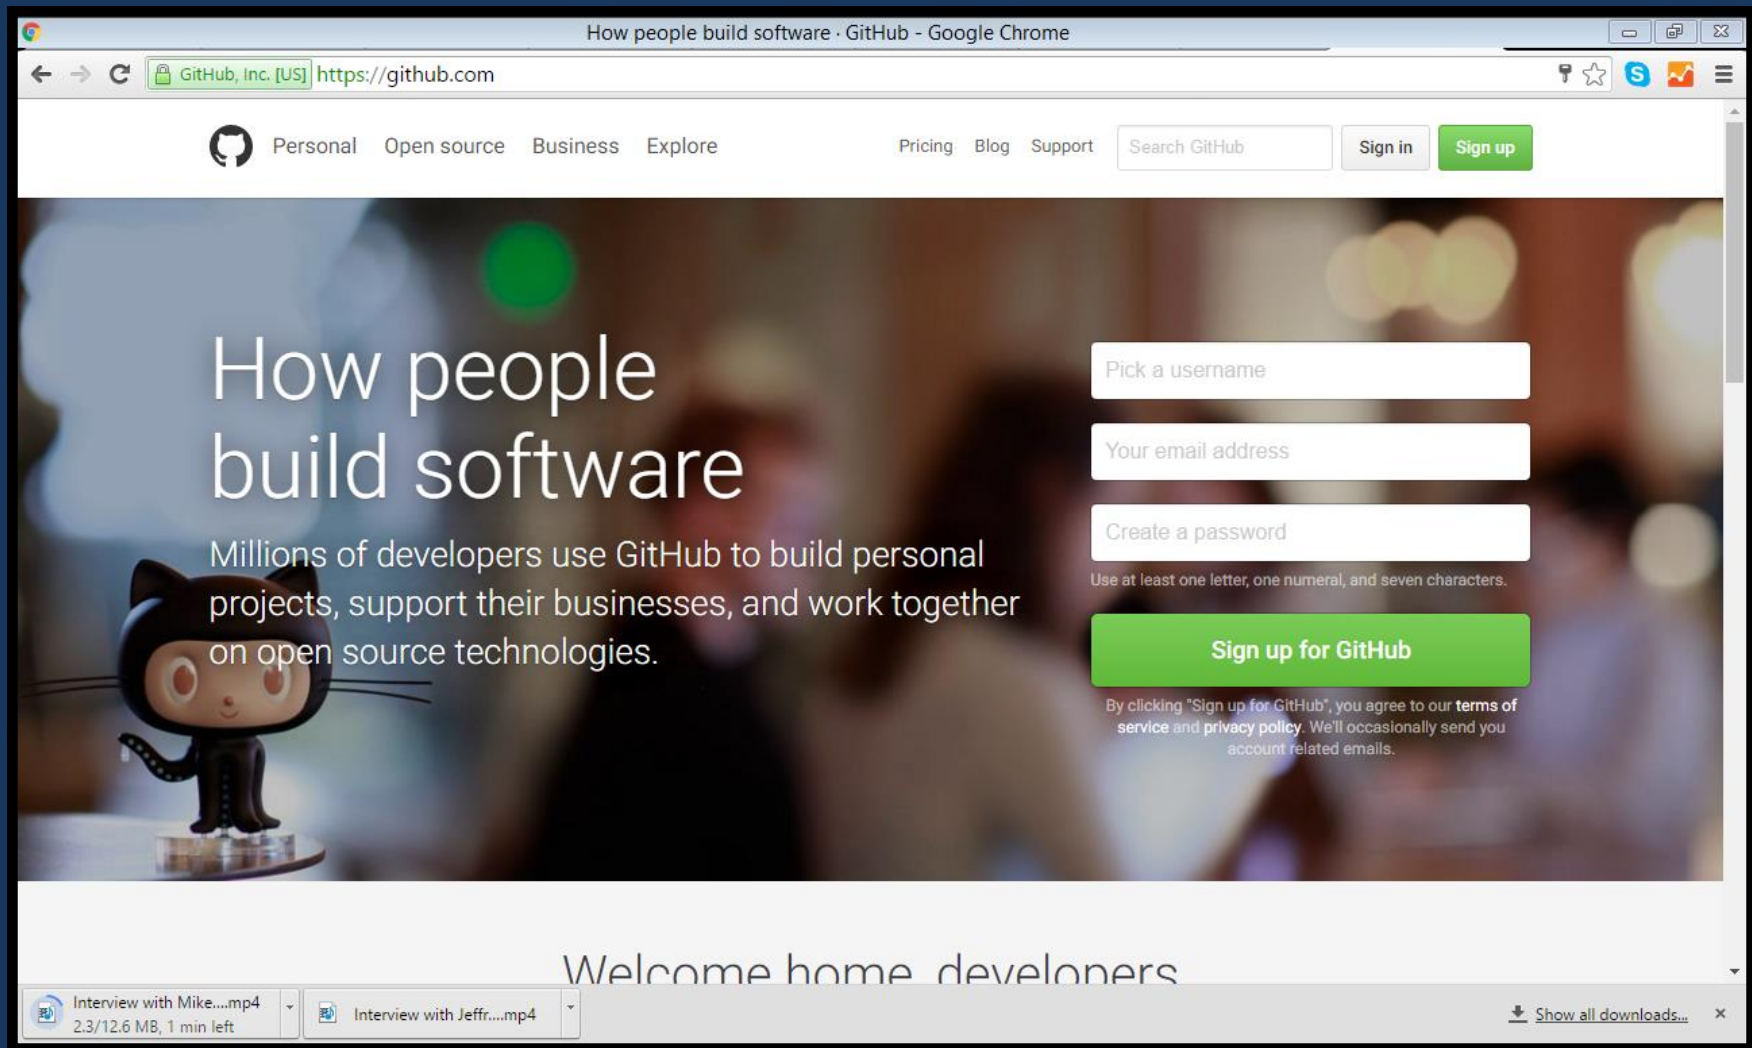 How people build software · GitHub - Google Chrome
GitHub, Inc. [US] https://github.com
Personal Open source Business Explore Pricing Blog Support Search GitHub Sign in Sign up
How people
build software
Millions of developers use GitHub to build personal
projects, support their businesses, and work together
on open source technologies.
Pick a username
Your email address
Create a password
Use at least one letter, one numeral, and seven characters.
Sign up for GitHub
By clicking "Sign up for GitHub", you agree to our terms of
service and privacy policy. We'll occasionally send you
account related emails.
Welcome home, developers
Interview with Mike....mp4
2.3/12.6 MB, 1 min left
Interview with Jeffr....mp4
Show all downloads...